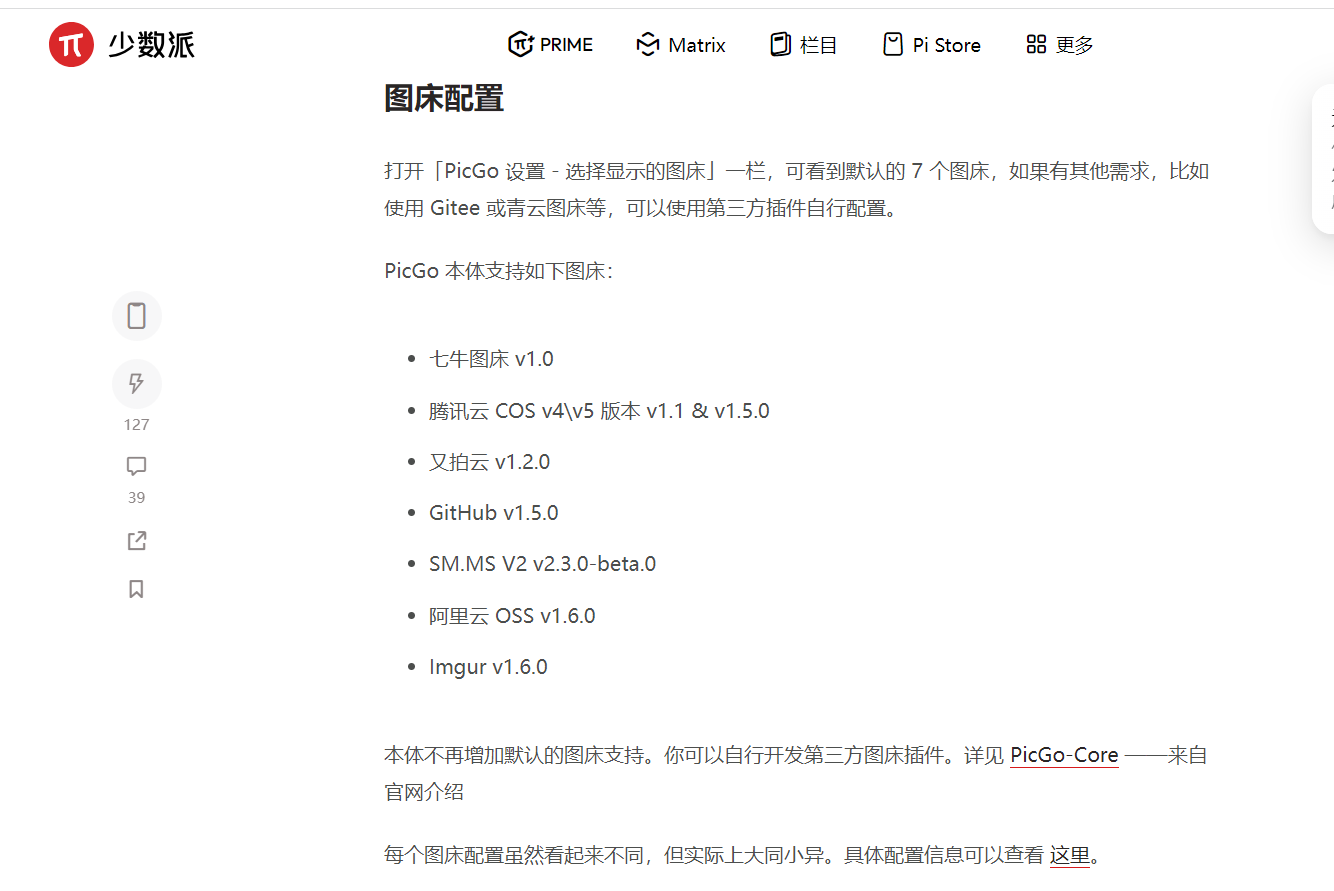 少数派
PRIME
Matrix
栏目
Pi Store
更多
图床配置
打开「PicGo 设置 - 选择显示的图床」一栏，可看到默认的 7 个图床，如果有其他需求，比如
使用 Gitee 或青云图床等，可以使用第三方插件自行配置。
PicGo 本体支持如下图床：
七牛图床 v1.0
腾讯云 COS v4\v5 版本 v1.1 & v1.5.0
又拍云 v1.2.0
GitHub v1.5.0
SM.MS V2 v2.3.0-beta.0
阿里云 OSS v1.6.0
Imgur v1.6.0
127
39
本体不再增加默认的图床支持。你可以自行开发第三方图床插件。详见 PicGo-Core ——来自
官网介绍
每个图床配置虽然看起来不同，但实际上大同小异。具体配置信息可以查看 这里。